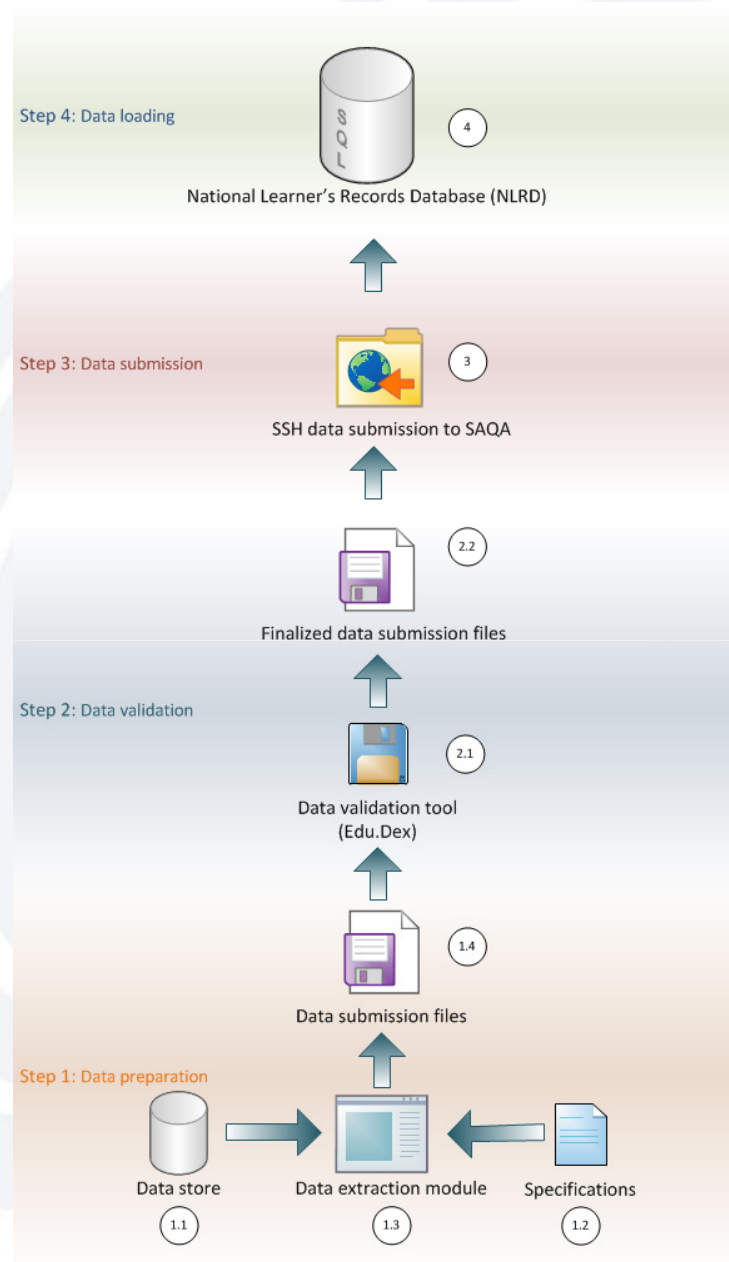 S
Q
L
Step 4: Data loading
4
National Learner’s Records Database (NLRD)
Step 3: Data submission
3
SSH data submission to SAQA
2.2
Finalized data submission files
Step 2: Data validation
2.1
Data validation tool
(Edu.Dex)
1.4
Data submission files
Step 1: Data preparation
Data store
Data extraction module
Specifications
1.1
1.3
1.2